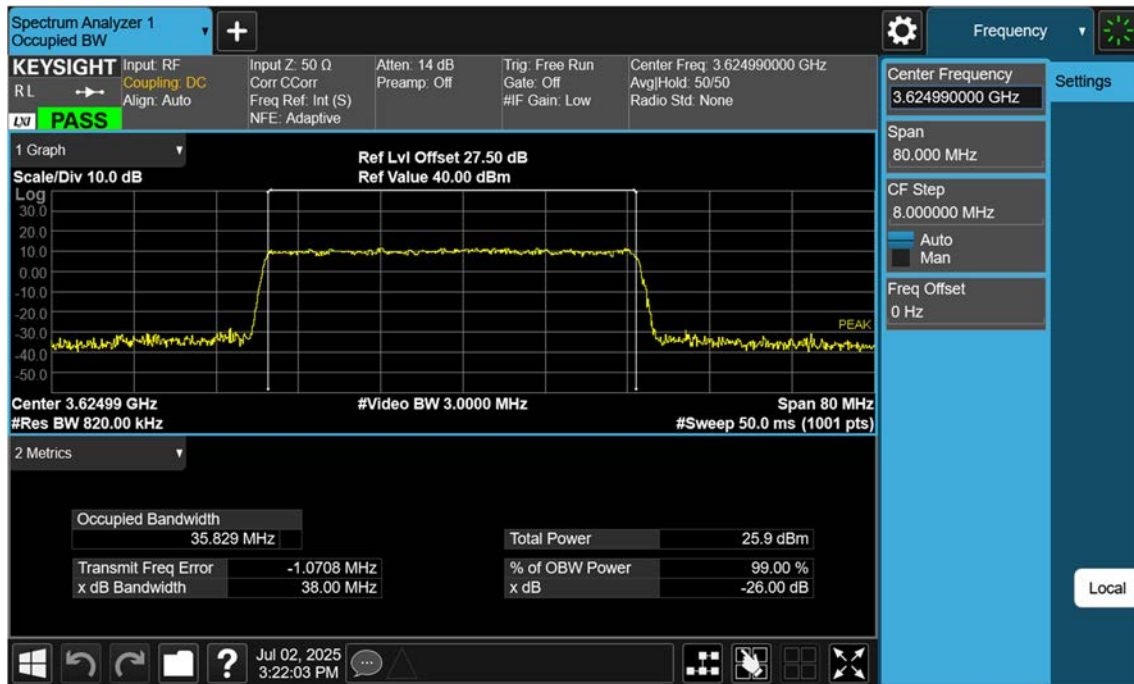 Spectrum Analyzer 1
Occupied BW
+
Frequency
KEYSIGHT
R L
LXI
PASS
Input: RF
Coupling: DC
Align: Auto
Input Z: 50 Ω
Corr CCorr
Freq Ref: Int (S)
NFE: Adaptive
Atten: 14 dB
Preamp: Off
Trig: Free Run
Gate: Off
#IF Gain: Low
Center Freq: 3.624990000 GHz
Avg|Hold: 50/50
Radio Std: None
Center Frequency
3.624990000 GHz
Settings
Span
80.000 MHz
CF Step
8.000000 MHz
Auto
Man
Freq Offset
0 Hz
Local
1 Graph
Scale/Div 10.0 dB
Ref Lvl Offset 27.50 dB
Ref Value 40.00 dBm
Log
30.0
20.0
10.0
0.00
-10.0
-20.0
-30.0
-40.0
-50.0
PEAK
Center 3.62499 GHz
#Video BW 3.0000 MHz
Span 80 MHz
#Res BW 820.00 kHz
#Sweep 50.0 ms (1001 pts)
2 Metrics
Occupied Bandwidth
35.829 MHz
Total Power 25.9 dBm
Transmit Freq Error -1.0708 MHz
% of OBW Power 99.00 %
x dB Bandwidth 38.00 MHz
x dB -26.00 dB
?
Jul 02, 2025
3:22:03 PM